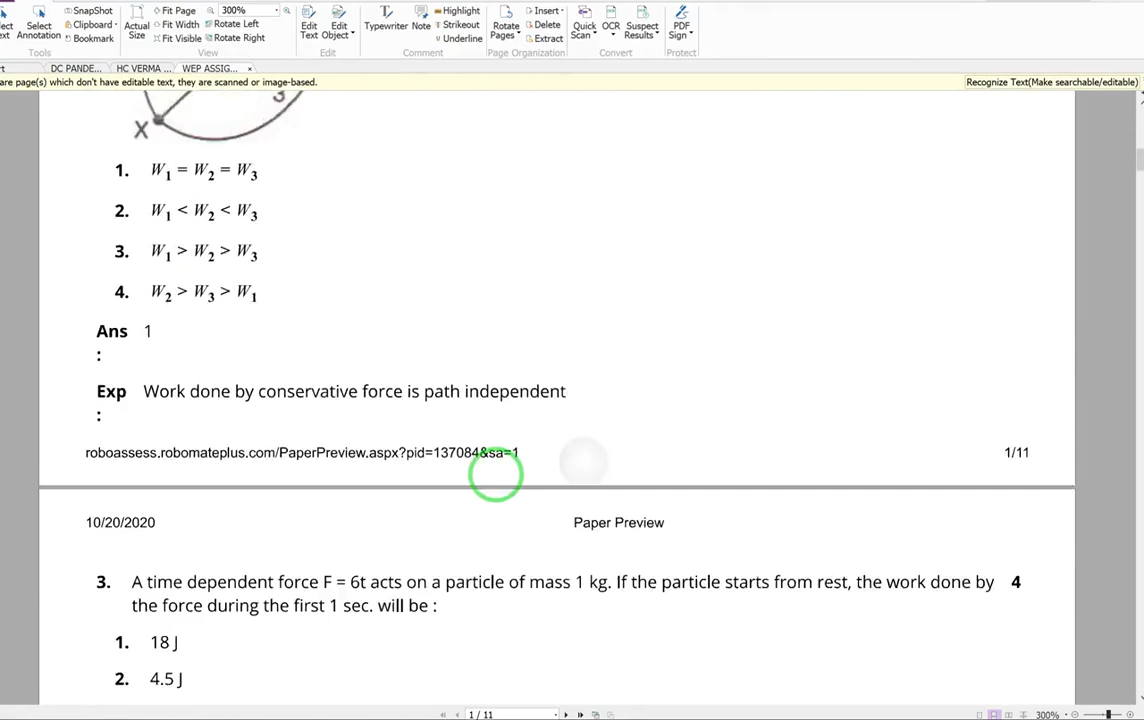 SnapShot Fit Page 300% Insert
Select Clipboard Actual Fit Width Rotate Left Edit Edit Typewriter Note Highlight Strikeout Rotate Delete Quick OCR Suspect PDF
Annotation Bookmark Size Fit Visible Rotate Right Text Object Underline Pages Extract Scan Results Sign
Tools View Edit Comment Page Organization Convert Protect
DC PANDE... HC VERMA ... WEP ASSIG... ×
are page(s) which don't have editable text, they are scanned or image-based. Recognize Text(Make searchable/editable)
3
X
1. W1 = W2 = W3
2. W1 < W2 < W3
3. W1 > W2 > W3
4. W2 > W3 > W1
Ans 1
:
Exp Work done by conservative force is path independent
:
roboassess.robomateplus.com/PaperPreview.aspx?pid=137084&sa=1 1/11
10/20/2020 Paper Preview
3. A time dependent force F = 6t acts on a particle of mass 1 kg. If the particle starts from rest, the work done by 4
the force during the first 1 sec. will be :
1. 18 J
2. 4.5 J
1 / 11 300%